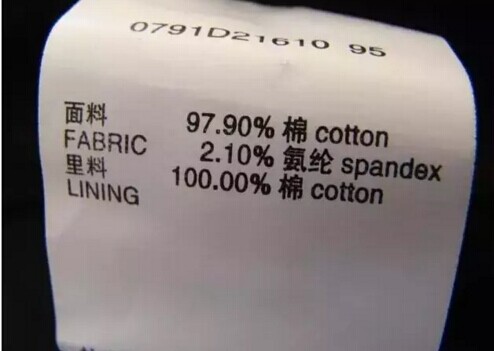 0791D21610 95
面料 97.90% 棉 cotton
FABRIC 2.10% 氨纶 spandex
里料 100.00% 棉 cotton
LINING